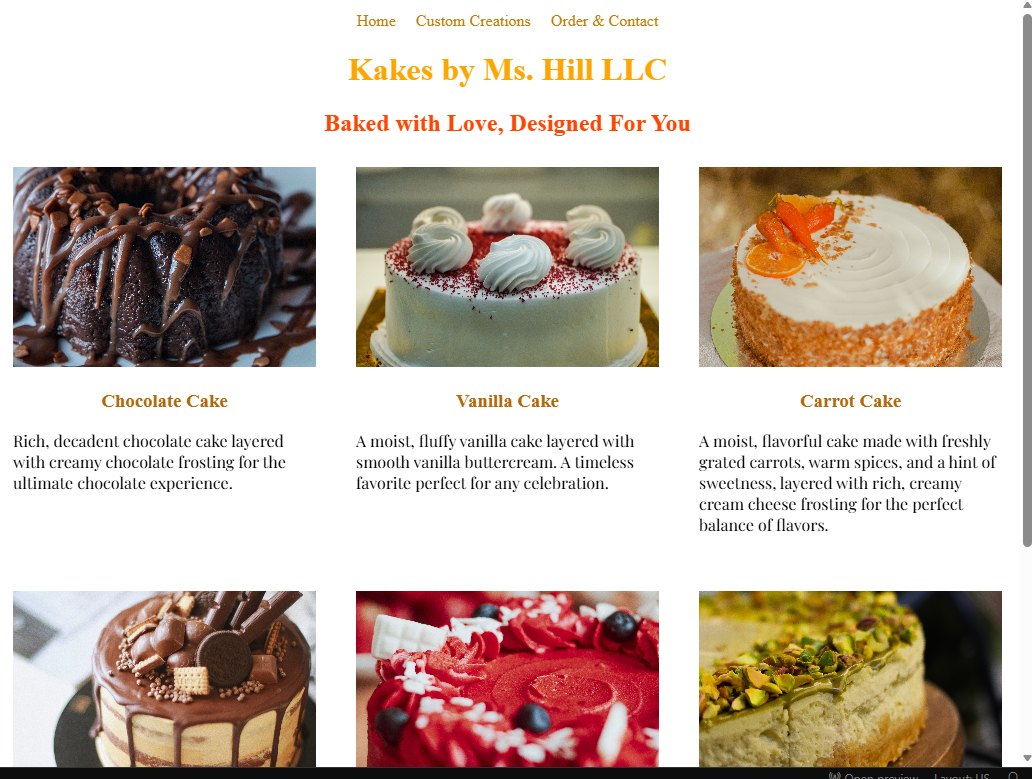 Home Custom Creations Order & Contact
Kakes by Ms. Hill LLC
Baked with Love, Designed For You
Chocolate Cake
Vanilla Cake
Carrot Cake
Rich, decadent chocolate cake layered
with creamy chocolate frosting for the
ultimate chocolate experience.
A moist, fluffy vanilla cake layered with
smooth vanilla buttercream. A timeless
favorite perfect for any celebration.
A moist, flavorful cake made with freshly
grated carrots, warm spices, and a hint of
sweetness, layered with rich, creamy
cream cheese frosting for the perfect
balance of flavors.
Open preview Layout: US